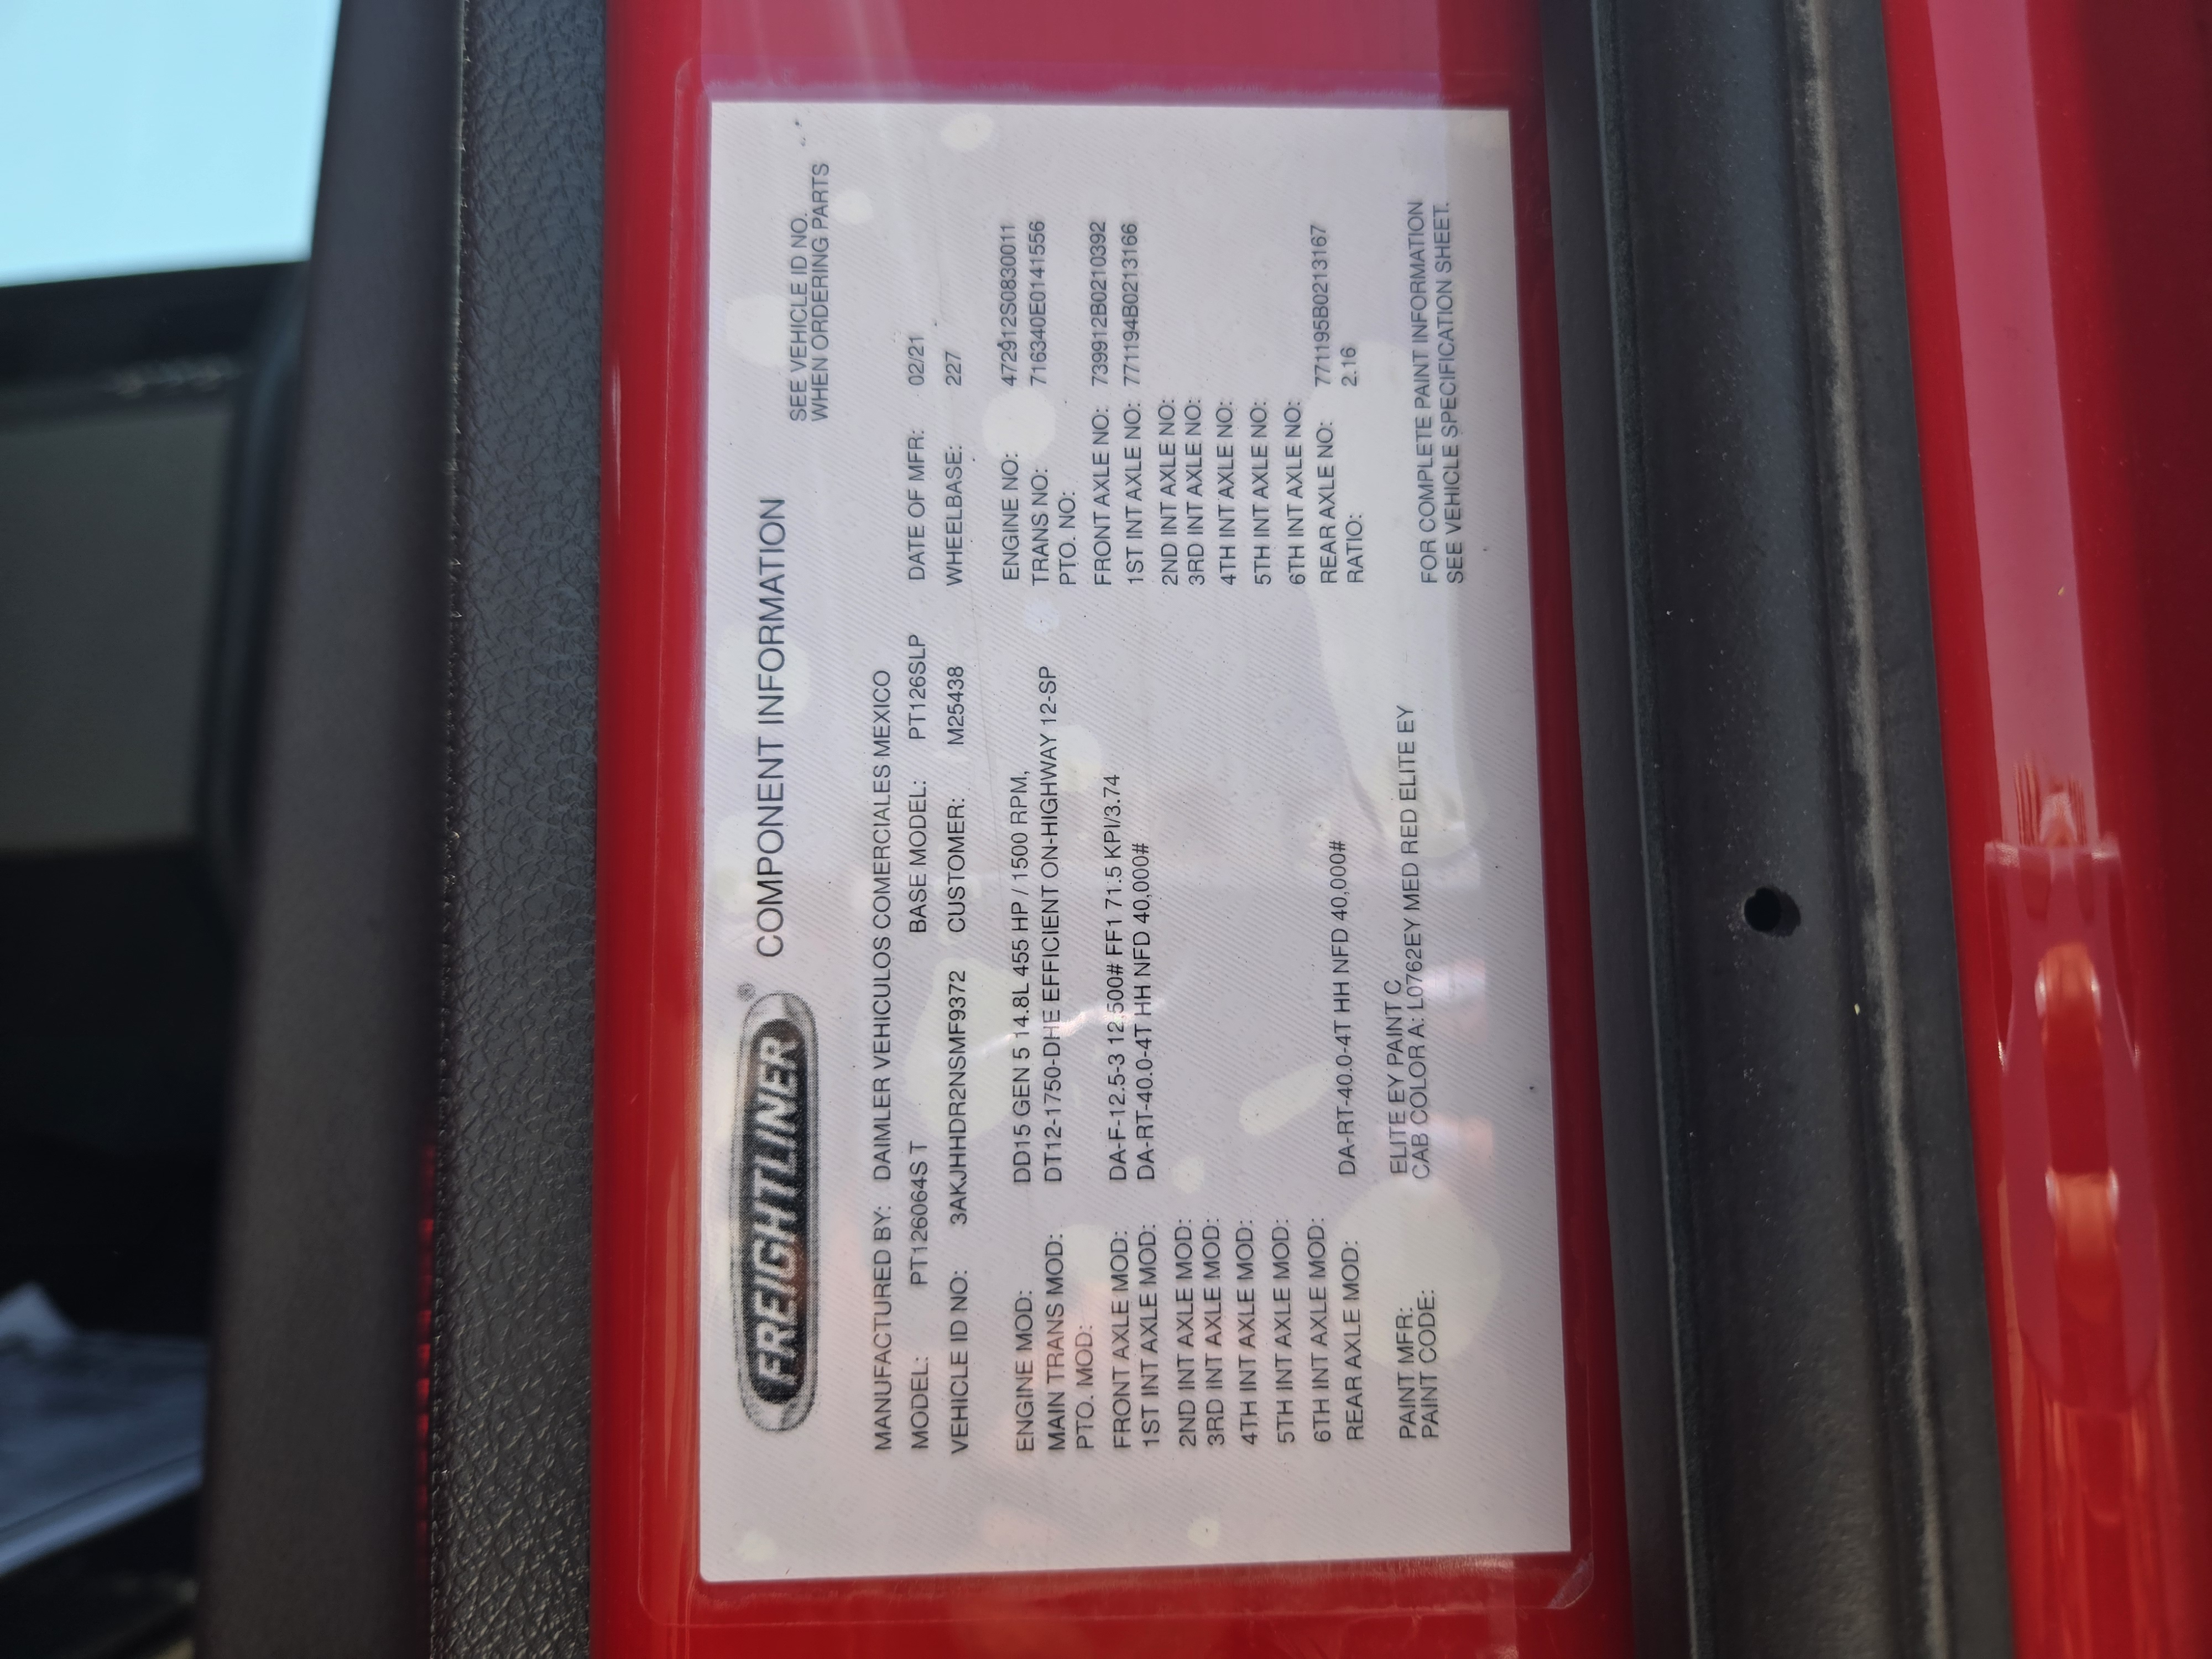 FREIGHTLINER® COMPONENT INFORMATION
SEE VEHICLE ID NO.
WHEN ORDERING PARTS
MANUFACTURED BY: DAIMLER VEHICULOS COMERCIALES MEXICO
MODEL: PT126064S T BASE MODEL: PT126SLP DATE OF MFR: 02/21
VEHICLE ID NO: 3AKJHHDR2NSMF9372 CUSTOMER: M25438 WHEELBASE: 227
ENGINE MOD: DD15 GEN 5 14.8L 455 HP / 1500 RPM, ENGINE NO: 472912S0830011
MAIN TRANS MOD: DT12-1750-DHE EFFICIENT ON-HIGHWAY 12-SP TRANS NO: 716340E0141556
PTO. MOD: PTO. NO:
FRONT AXLE MOD: DA-F-12.5-3 12,500# FF1 71.5 KPI/3.74 FRONT AXLE NO: 739912B0210392
1ST INT AXLE MOD: DA-RT-40.0-4T HH NFD 40,000# 1ST INT AXLE NO: 771194B0213166
2ND INT AXLE MOD: 2ND INT AXLE NO:
3RD INT AXLE MOD: 3RD INT AXLE NO:
4TH INT AXLE MOD: 4TH INT AXLE NO:
5TH INT AXLE MOD: 5TH INT AXLE NO:
6TH INT AXLE MOD: 6TH INT AXLE NO:
REAR AXLE MOD: DA-RT-40.0-4T HH NFD 40,000# REAR AXLE NO: 771195B0213167
RATIO: 2.16
PAINT MFR: ELITE EY PAINT C
PAINT CODE: CAB COLOR A: L0762EY MED RED ELITE EY
FOR COMPLETE PAINT INFORMATION
SEE VEHICLE SPECIFICATION SHEET.